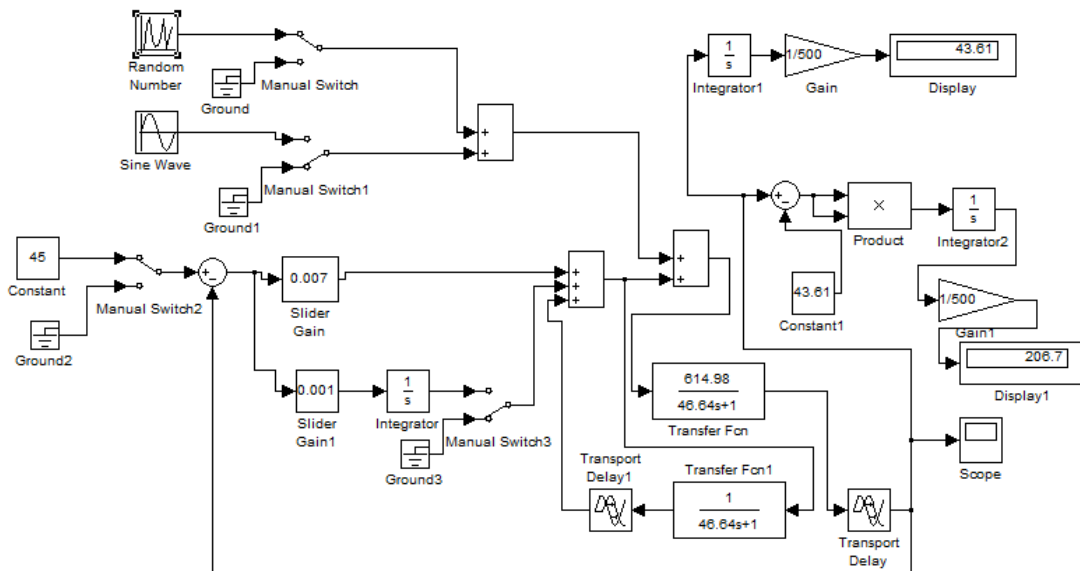 Random
Number
Manual Switch
Ground
Sine Wave
Manual Switch1
Ground1
+
+
1
s
Integrator1
1/500
Gain
43.61
Display
+
−
×
Product
1
s
Integrator2
43.61
Constant1
1/500
Gain1
206.7
Display1
45
Constant
Manual Switch2
Ground2
+
−
0.007
Slider
Gain
+
+
+
+
+
0.001
Slider
Gain1
1
s
Integrator
Manual Switch3
Ground3
614.98
46.64s+1
Transfer Fcn
Scope
Transport
Delay1
Transfer Fcn1
1
46.64s+1
Transport
Delay